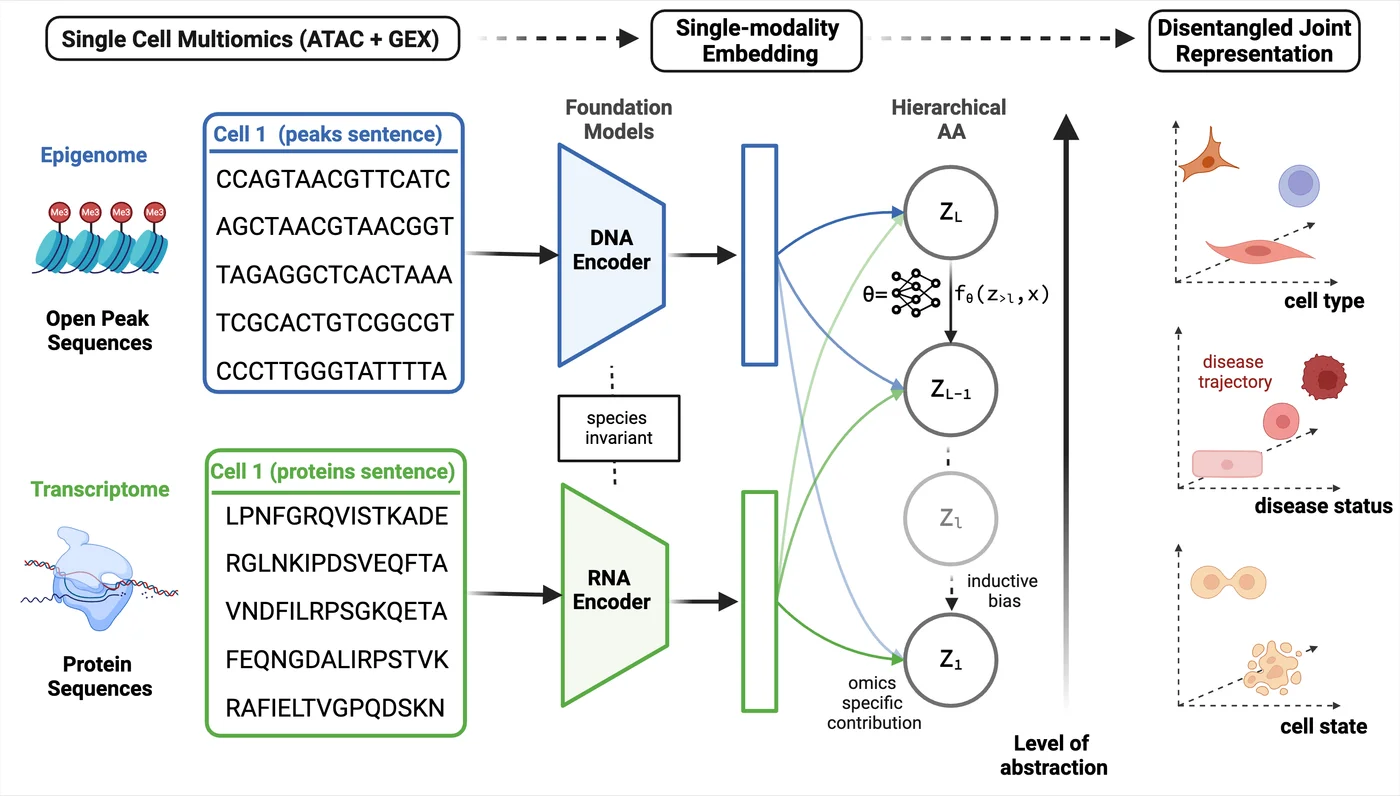 Single Cell Multiomics (ATAC + GEX)
Single-modality
Embedding
Disentangled Joint
Representation
Foundation
Models
Hierarchical
AA
Epigenome
Me3 Me3 Me3 Me3
Open Peak
Sequences
Cell 1 (peaks sentence)
CCAGTAACGTTCATC
AGCTAACGTAACGGT
TAGAGGCTCACTAAA
TCGCACTGTCGGCGT
CCCTTGGGTATTTTA
DNA
Encoder
species
invariant
Transcriptome
Protein
Sequences
Cell 1 (proteins sentence)
LPNFGRQVISTKADE
RGLNKIPDSVEQFTA
VNDFILRPSGKQETA
FEQNGDALIRPSTVK
RAFIELTVGPQDSKN
RNA
Encoder
Z_L
θ= f_θ(z_{>l},x)
Z_{L-1}
Z_l
inductive
bias
Z_1
omics
specific
contribution
Level of
abstraction
cell type
disease
trajectory
disease status
cell state